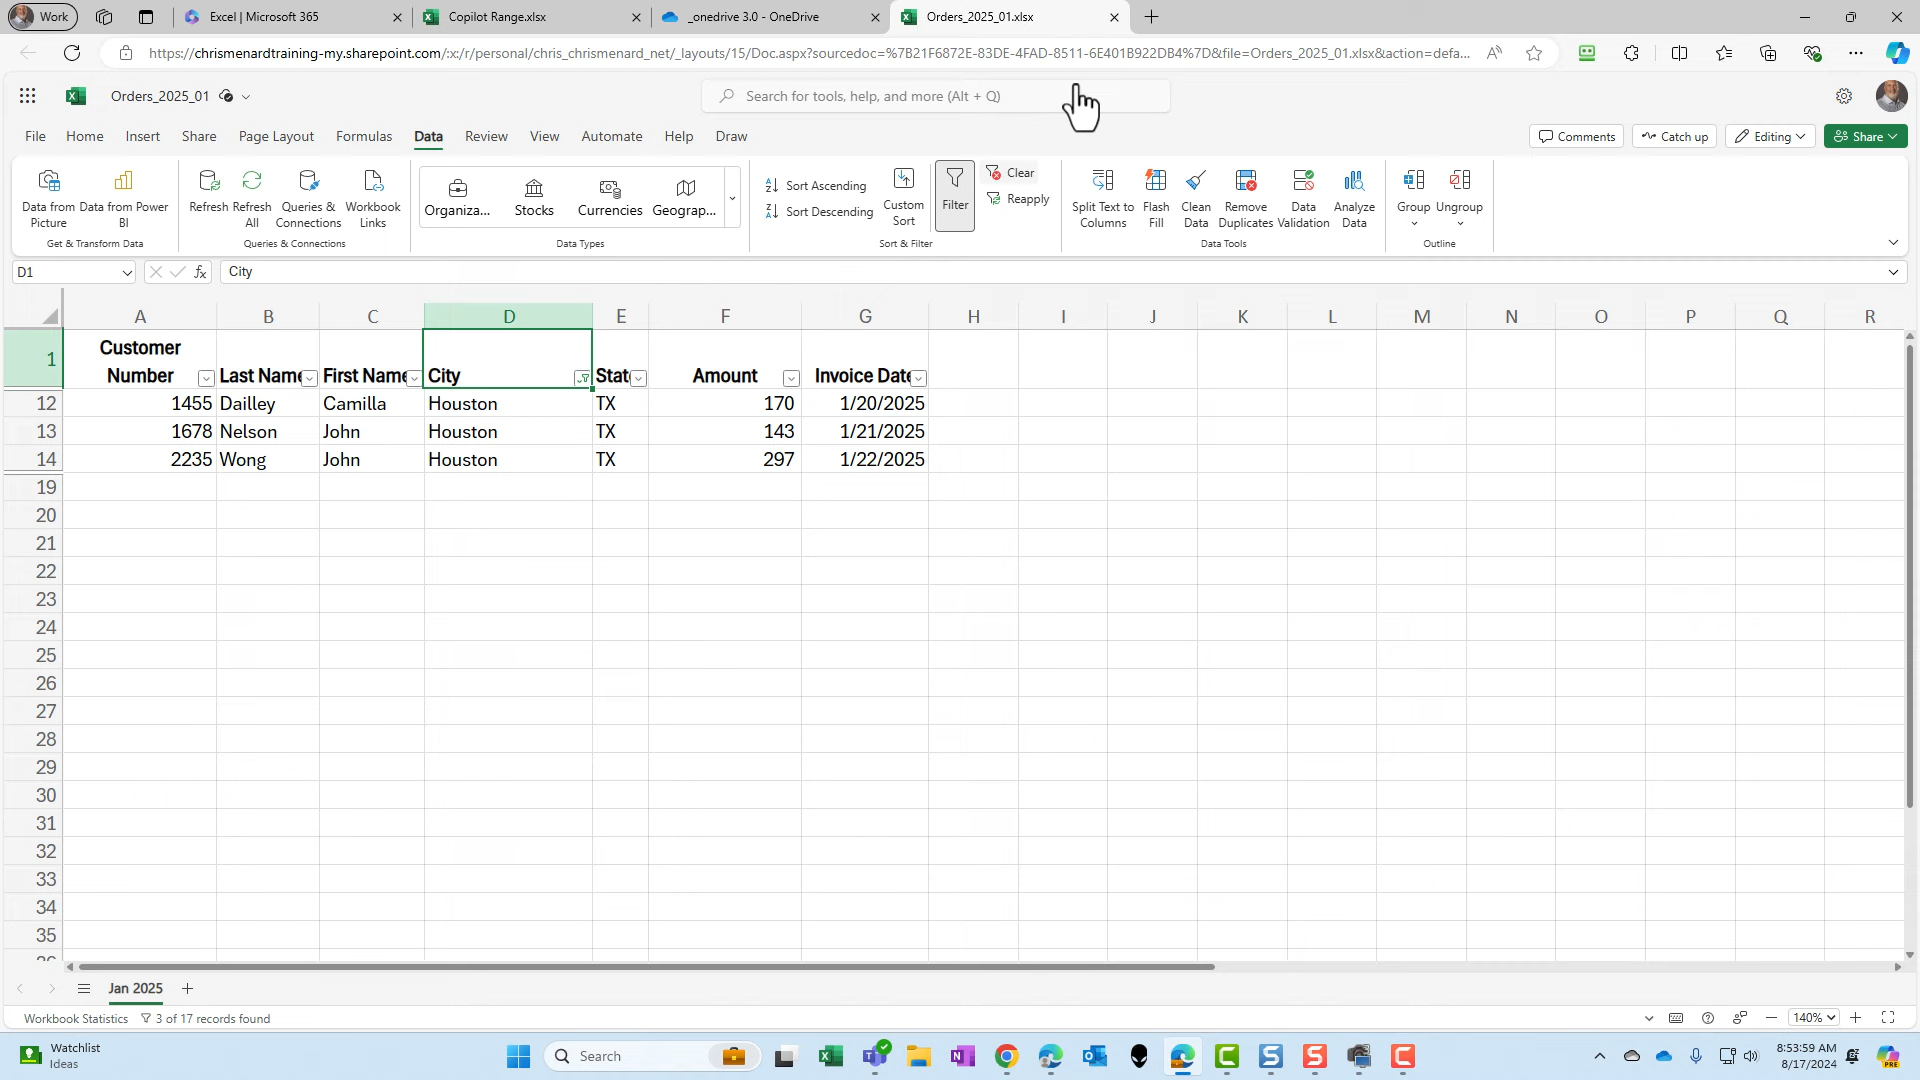 Work
Excel | Microsoft 365
Copilot Range.xlsx
_onedrive 3.0 - OneDrive
Orders_2025_01.xlsx
https://chrismenardtraining-my.sharepoint.com/:x:/r/personal/chris_chrismenard_net/_layouts/15/Doc.aspx?sourcedoc=%7B21F6872E-83DE-4FAD-8511-6E401B922DB4%7D&file=Orders_2025_01.xlsx&action=defa...
Orders_2025_01
Search for tools, help, and more (Alt + Q)
File Home Insert Share Page Layout Formulas Data Review View Automate Help Draw
Comments Catch up Editing Share
Data from Picture
Data from Power BI
Get & Transform Data
Refresh
Refresh All
Queries & Connections
Workbook Links
Queries & Connections
Organiza...
Stocks
Currencies
Geograp...
Data Types
Sort Ascending
Sort Descending
Custom Sort
Filter
Clear
Reapply
Sort & Filter
Split Text to Columns
Flash Fill
Clean Data
Remove Duplicates
Data Validation
Analyze Data
Data Tools
Group
Ungroup
Outline
D1
fx
City
A B C D E F G H I J K L M N O P Q R
1 Customer Number Last Name First Name City Stat Amount Invoice Date
12 1455 Dailley Camilla Houston TX 170 1/20/2025
13 1678 Nelson John Houston TX 143 1/21/2025
14 2235 Wong John Houston TX 297 1/22/2025
19
20
21
22
23
24
25
26
27
28
29
30
31
32
33
34
35
Jan 2025
Workbook Statistics
3 of 17 records found
140%
Watchlist
Ideas
Search
8:53:59 AM
8/17/2024
PRE